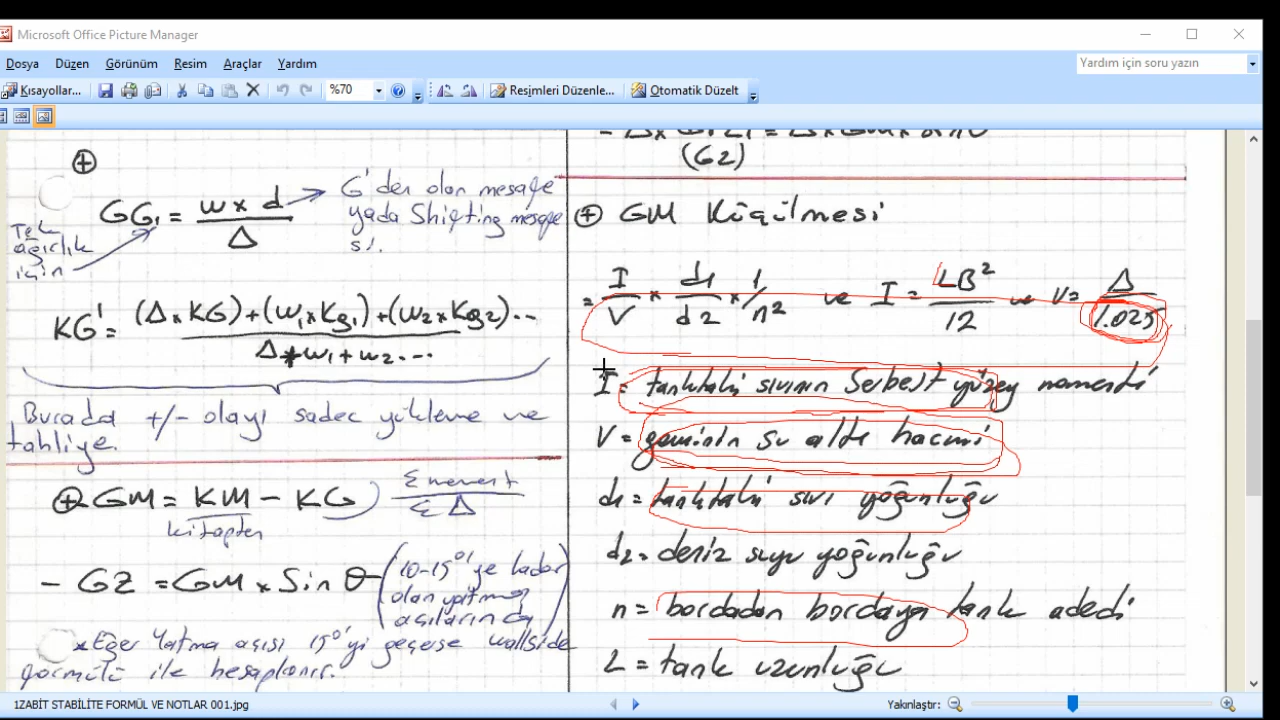 Microsoft Office Picture Manager
Dosya Düzen Görünüm Resim Araçlar Yardım
Yardım için soru yazın
Kısayollar... %70 Resimleri Düzenle... Otomatik Düzelt
GG₁ = w x d / Δ
G'den olan mesafe
yada Shifting mesafe
si.
Tek
ağırlık
için
KG' = (Δ x KG) + (w₁ x Kg₁) + (w₂ x Kg₂) ... / Δ + w₁ + w₂ ...
Burada +/- olayı sadec yükleme ve
tahliye.
⊕ GM = KM - KG) Σ moment / Σ Δ
kitaptan
- GZ = GM x Sin θ
(10-15°'ye kadar
olan yatma
açılarında)
* Eğer Yatma açısı 15°'yi geçerse wallside
formülü ile hesaplanır.
(GZ)
⊕ GM Küçülmesi
= I / V x d1 / d2 x 1 / n² ve I = LB² / 12 ve V = Δ / 1.025
I = tanktaki sıvının Serbest yüzey momenti
V = geminin su altı hacmi
d1 = tanktaki sıvı yoğunluğu
d2 = deniz suyu yoğunluğu
n = bordadan bordaya tank adedi
L = tank uzunluğu
1ZABİT STABİLİTE FORMÜL VE NOTLAR 001.jpg
Yakınlaştır: